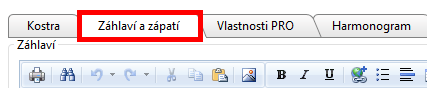 Kostra Záhlaví a zápatí Vlastnosti PRO Harmonogram
Záhlaví
B I U